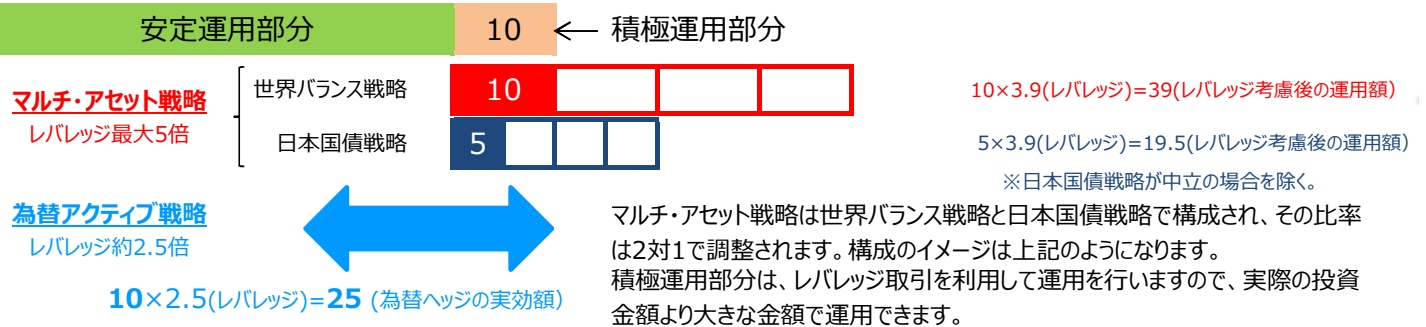 安定運用部分
10
積極運用部分
マルチ・アセット戦略
レバレッジ最大5倍
世界バランス戦略
10
10×3.9(レバレッジ)=39(レバレッジ考慮後の運用額)
日本国債戦略
5
5×3.9(レバレッジ)=19.5(レバレッジ考慮後の運用額)
※日本国債戦略が中立の場合を除く。
為替アクティブ戦略
レバレッジ約2.5倍
10×2.5(レバレッジ)=25 (為替ヘッジの実効額)
マルチ・アセット戦略は世界バランス戦略と日本国債戦略で構成され、その比率
は2対1で調整されます。構成のイメージは上記のようになります。
積極運用部分は、レバレッジ取引を利用して運用を行いますので、実際の投資
金額より大きな金額で運用できます。